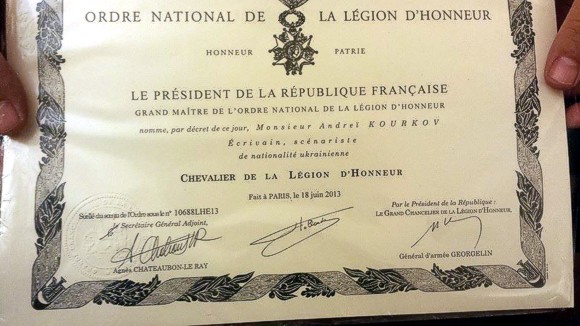 ORDRE NATIONAL DE LA LÉGION D'HONNEUR
HONNEUR PATRIE
LE PRÉSIDENT DE LA RÉPUBLIQUE FRANÇAISE
GRAND MAÎTRE DE L'ORDRE NATIONAL DE LA LÉGION D'HONNEUR
nomme, par décret de ce jour, Monsieur Andreï KOURKOV
Écrivain, scénariste
de nationalité ukrainienne
CHEVALIER DE LA LÉGION D'HONNEUR
Fait à PARIS, le 18 juin 2013
Scellé du sceau de l'Ordre sous le n° 10688LHE13
Le Secrétaire Général Adjoint,
Agnès CHATEAUBON-LE RAY
Par le Président de la République :
LE GRAND CHANCELIER DE LA LÉGION D'HONNEUR,
Général d'armée GEORGELIN